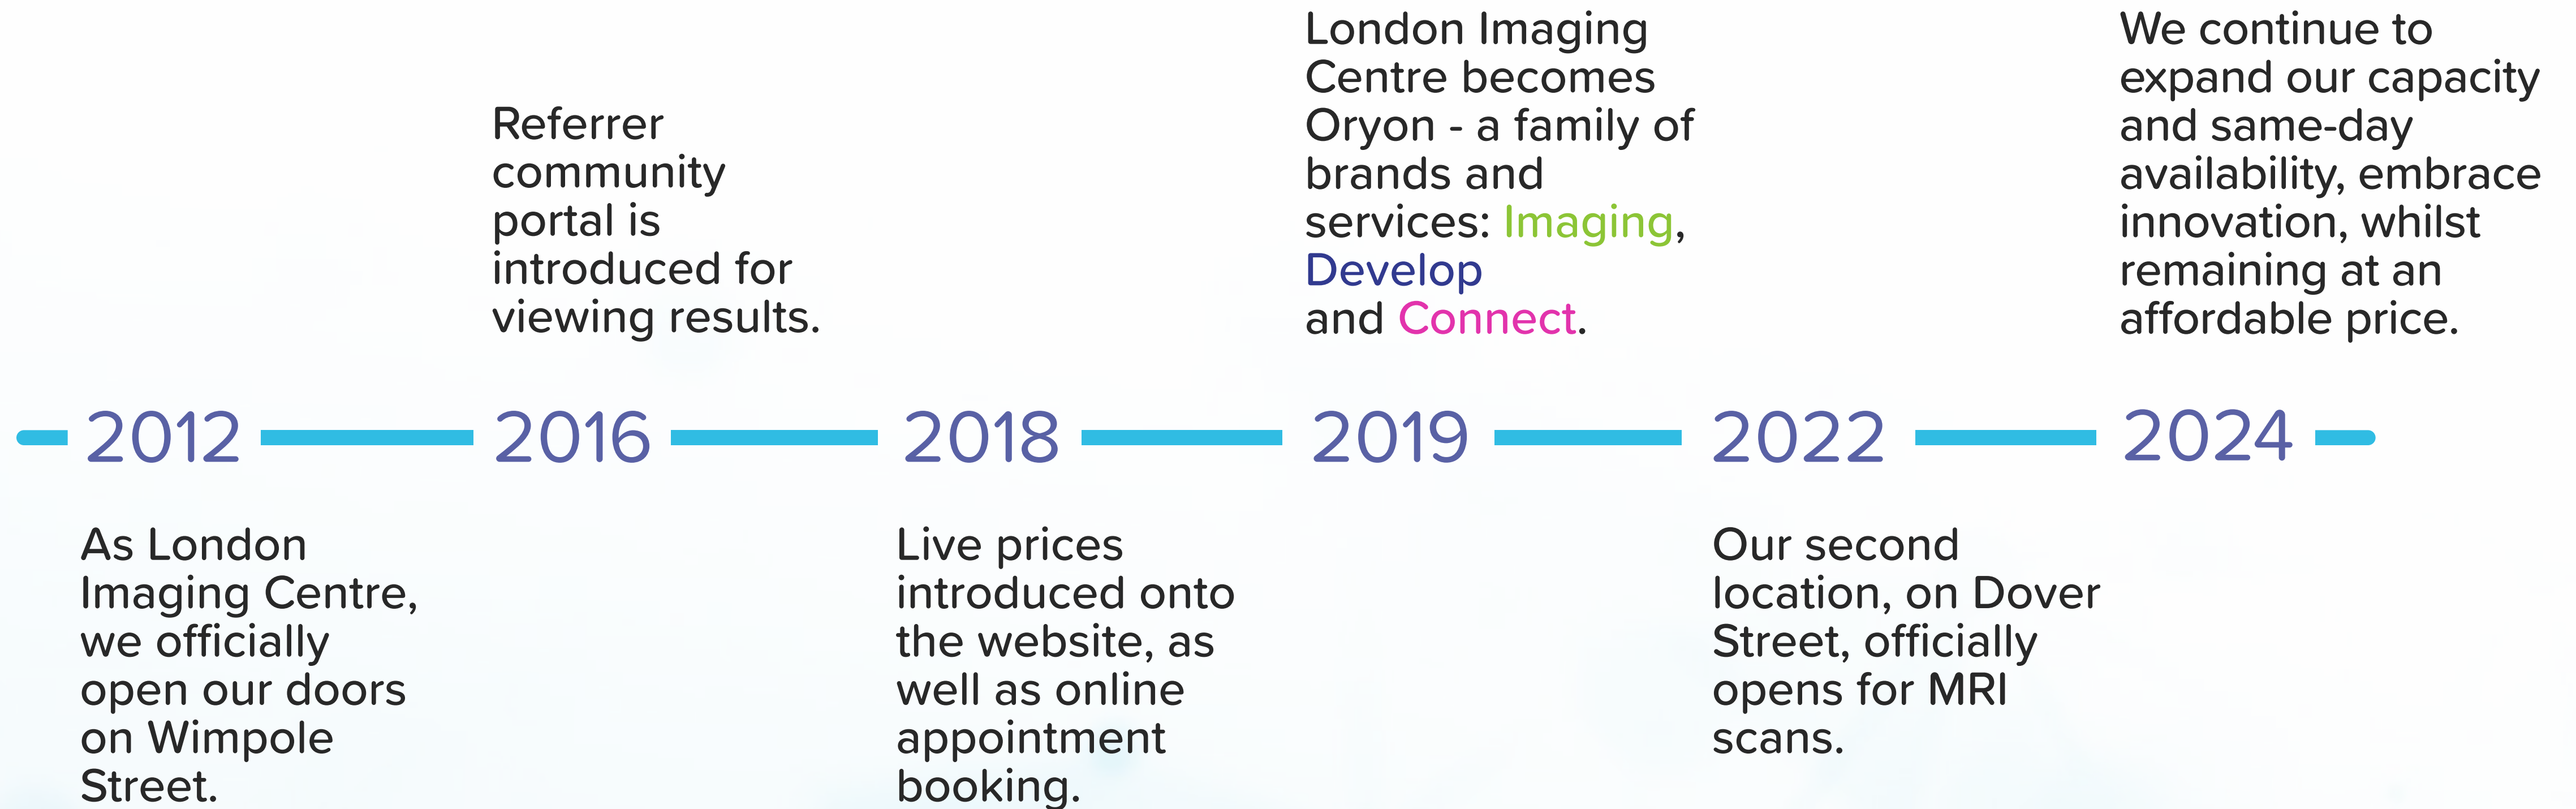 2012
As London
Imaging Centre,
we officially
open our doors
on Wimpole
Street.
Referrer
community
portal is
introduced for
viewing results.
2016
2018
Live prices
introduced onto
the website, as
well as online
appointment
booking.
London Imaging
Centre becomes
Oryon - a family of
brands and
services: Imaging,
Develop
and Connect.
2019
2022
Our second
location, on Dover
Street, officially
opens for MRI
scans.
We continue to
expand our capacity
and same-day
availability, embrace
innovation, whilst
remaining at an
affordable price.
2024